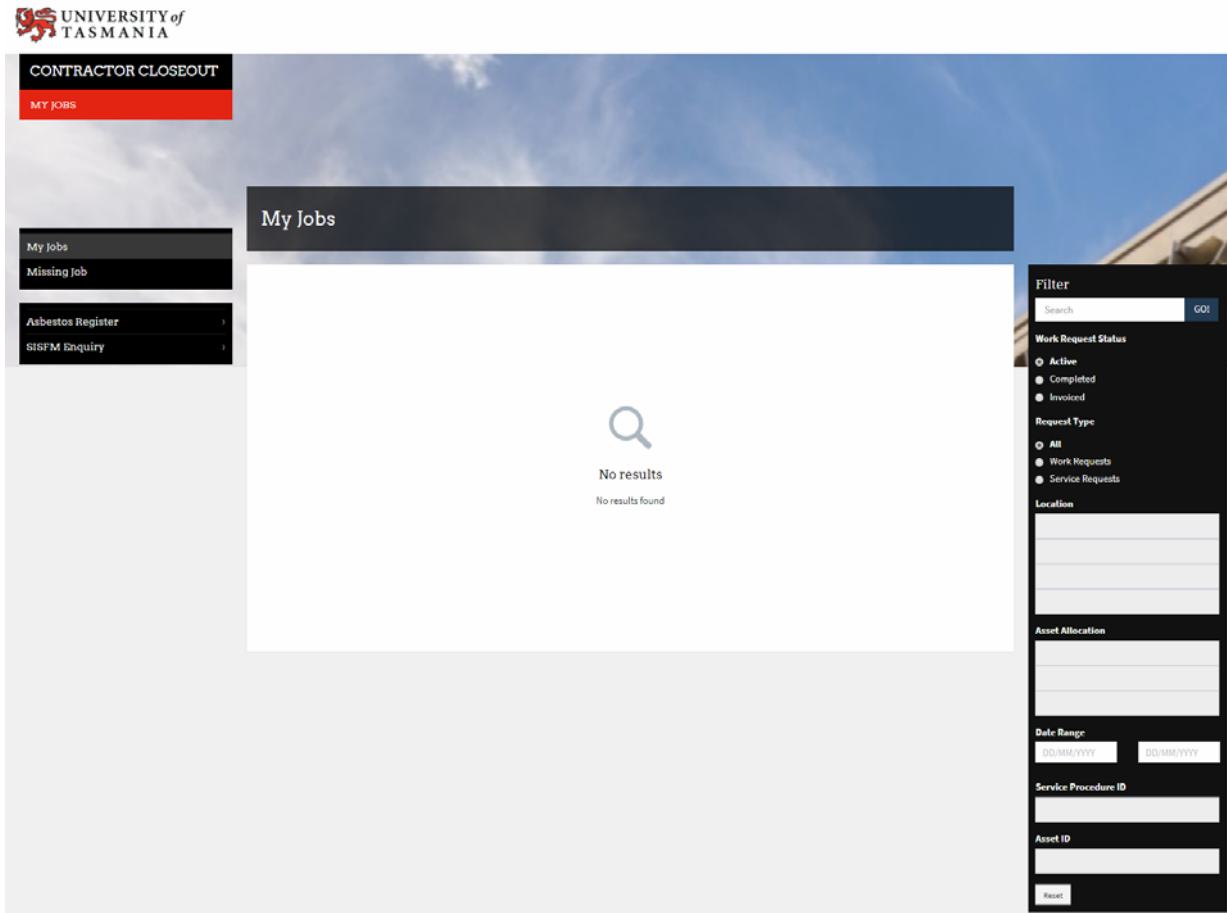 UNIVERSITY of
TASMANIA
CONTRACTOR CLOSEOUT
MY JOBS
My Jobs
My Jobs
Missing Job
Asbestos Register
SISFM Enquiry
No results
No results found
Filter
Search GO!
Work Request Status
Active
Completed
Invoiced
Request Type
All
Work Requests
Service Requests
Location
Asset Allocation
Date Range
DD/MM/YYYY DD/MM/YYYY
Service Procedure ID
Asset ID
Reset